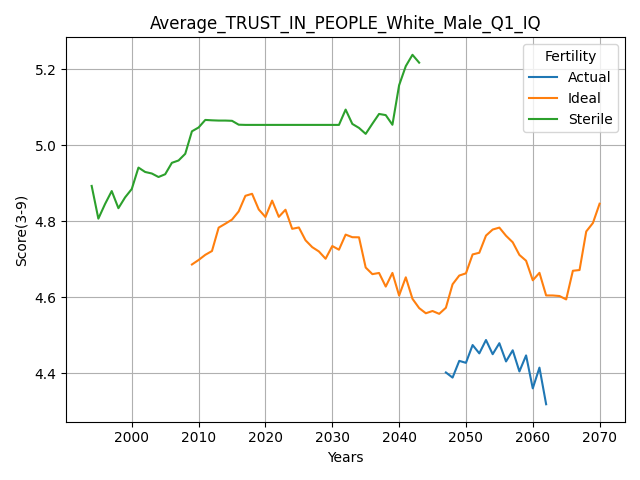 Average_TRUST_IN_PEOPLE_White_Male_Q1_IQ
Fertility
Actual
Ideal
Sterile
Score(3-9)
5.2
5.0
4.8
4.6
4.4
2000 2010 2020 2030 2040 2050 2060 2070
Years